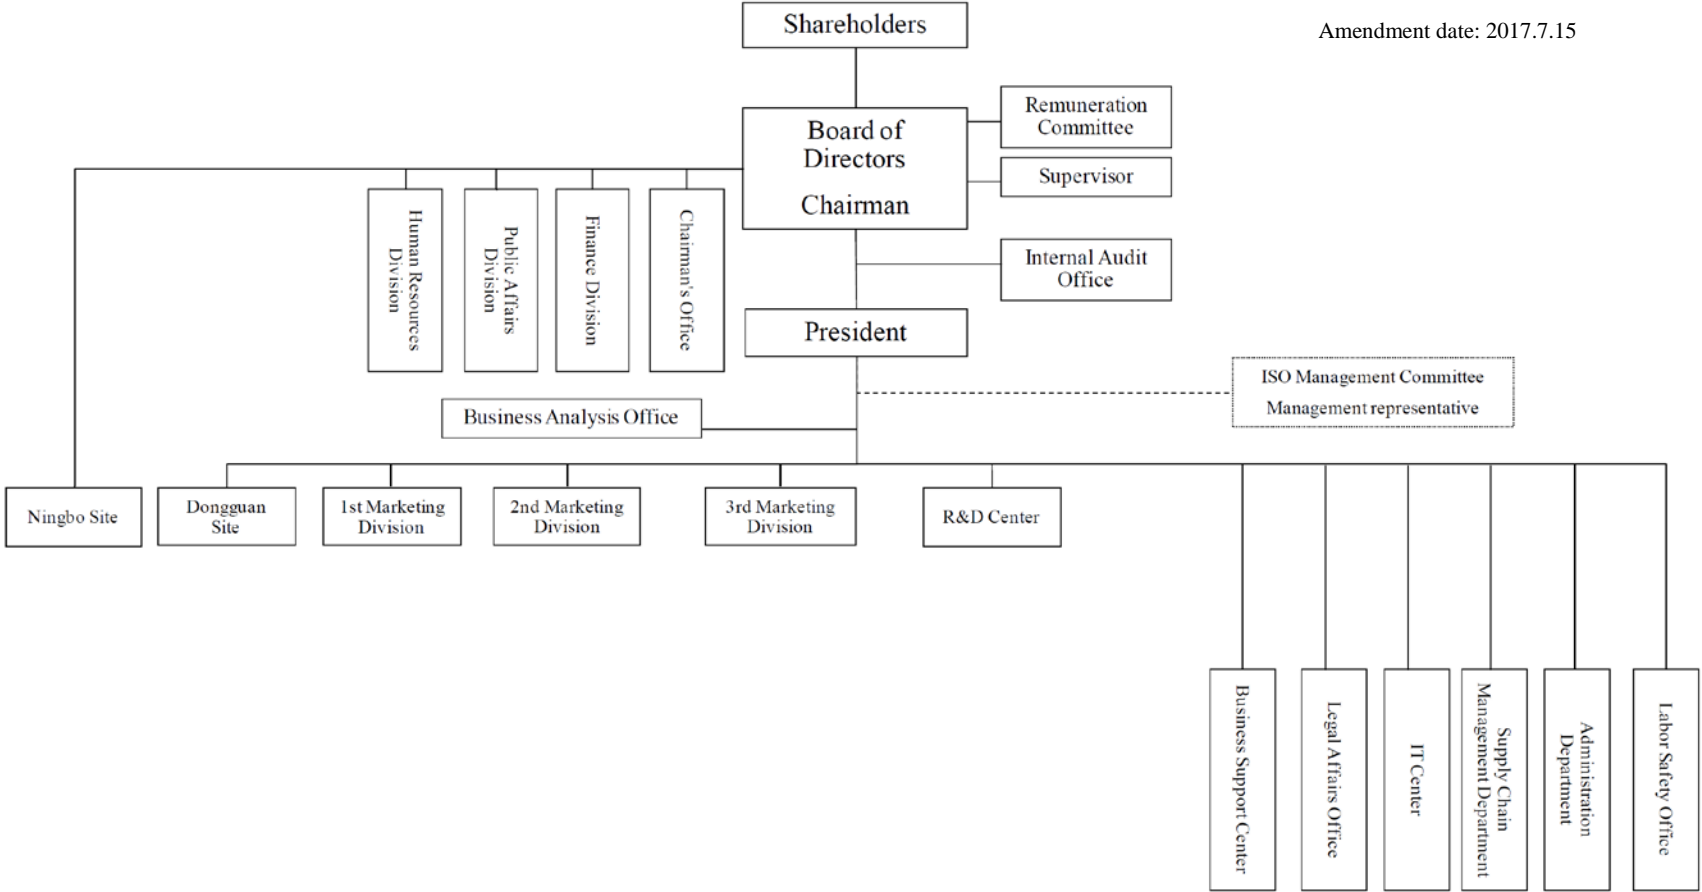 Shareholders
Amendment date: 2017.7.15
Remuneration
Committee
Board of
Directors
Chairman
Supervisor
Human Resources
Division
Public Affairs
Division
Finance Division
Chairman's Office
Internal Audit
Office
President
ISO Management Committee
Management representative
Business Analysis Office
Ningbo Site
Dongguan
Site
1st Marketing
Division
2nd Marketing
Division
3rd Marketing
Division
R&D Center
Business Support Center
Legal Affairs Office
IT Center
Supply Chain
Management Department
Administration
Department
Labor Safety Office